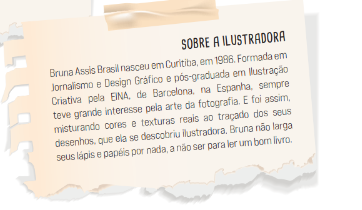 SOBRE A ILUSTRADORA
Bruna Assis Brasil nasceu em Curitiba, em 1986. Formada em
Jornalismo e Design Gráfico e pós-graduada em Ilustração
Criativa pela EINA, de Barcelona, na Espanha, sempre
teve grande interesse pela arte da fotografia. E foi assim,
misturando cores e texturas reais ao traçado dos seus
desenhos, que ela se descobriu ilustradora. Bruna não larga
seus lápis e papéis por nada, a não ser para ler um bom livro.